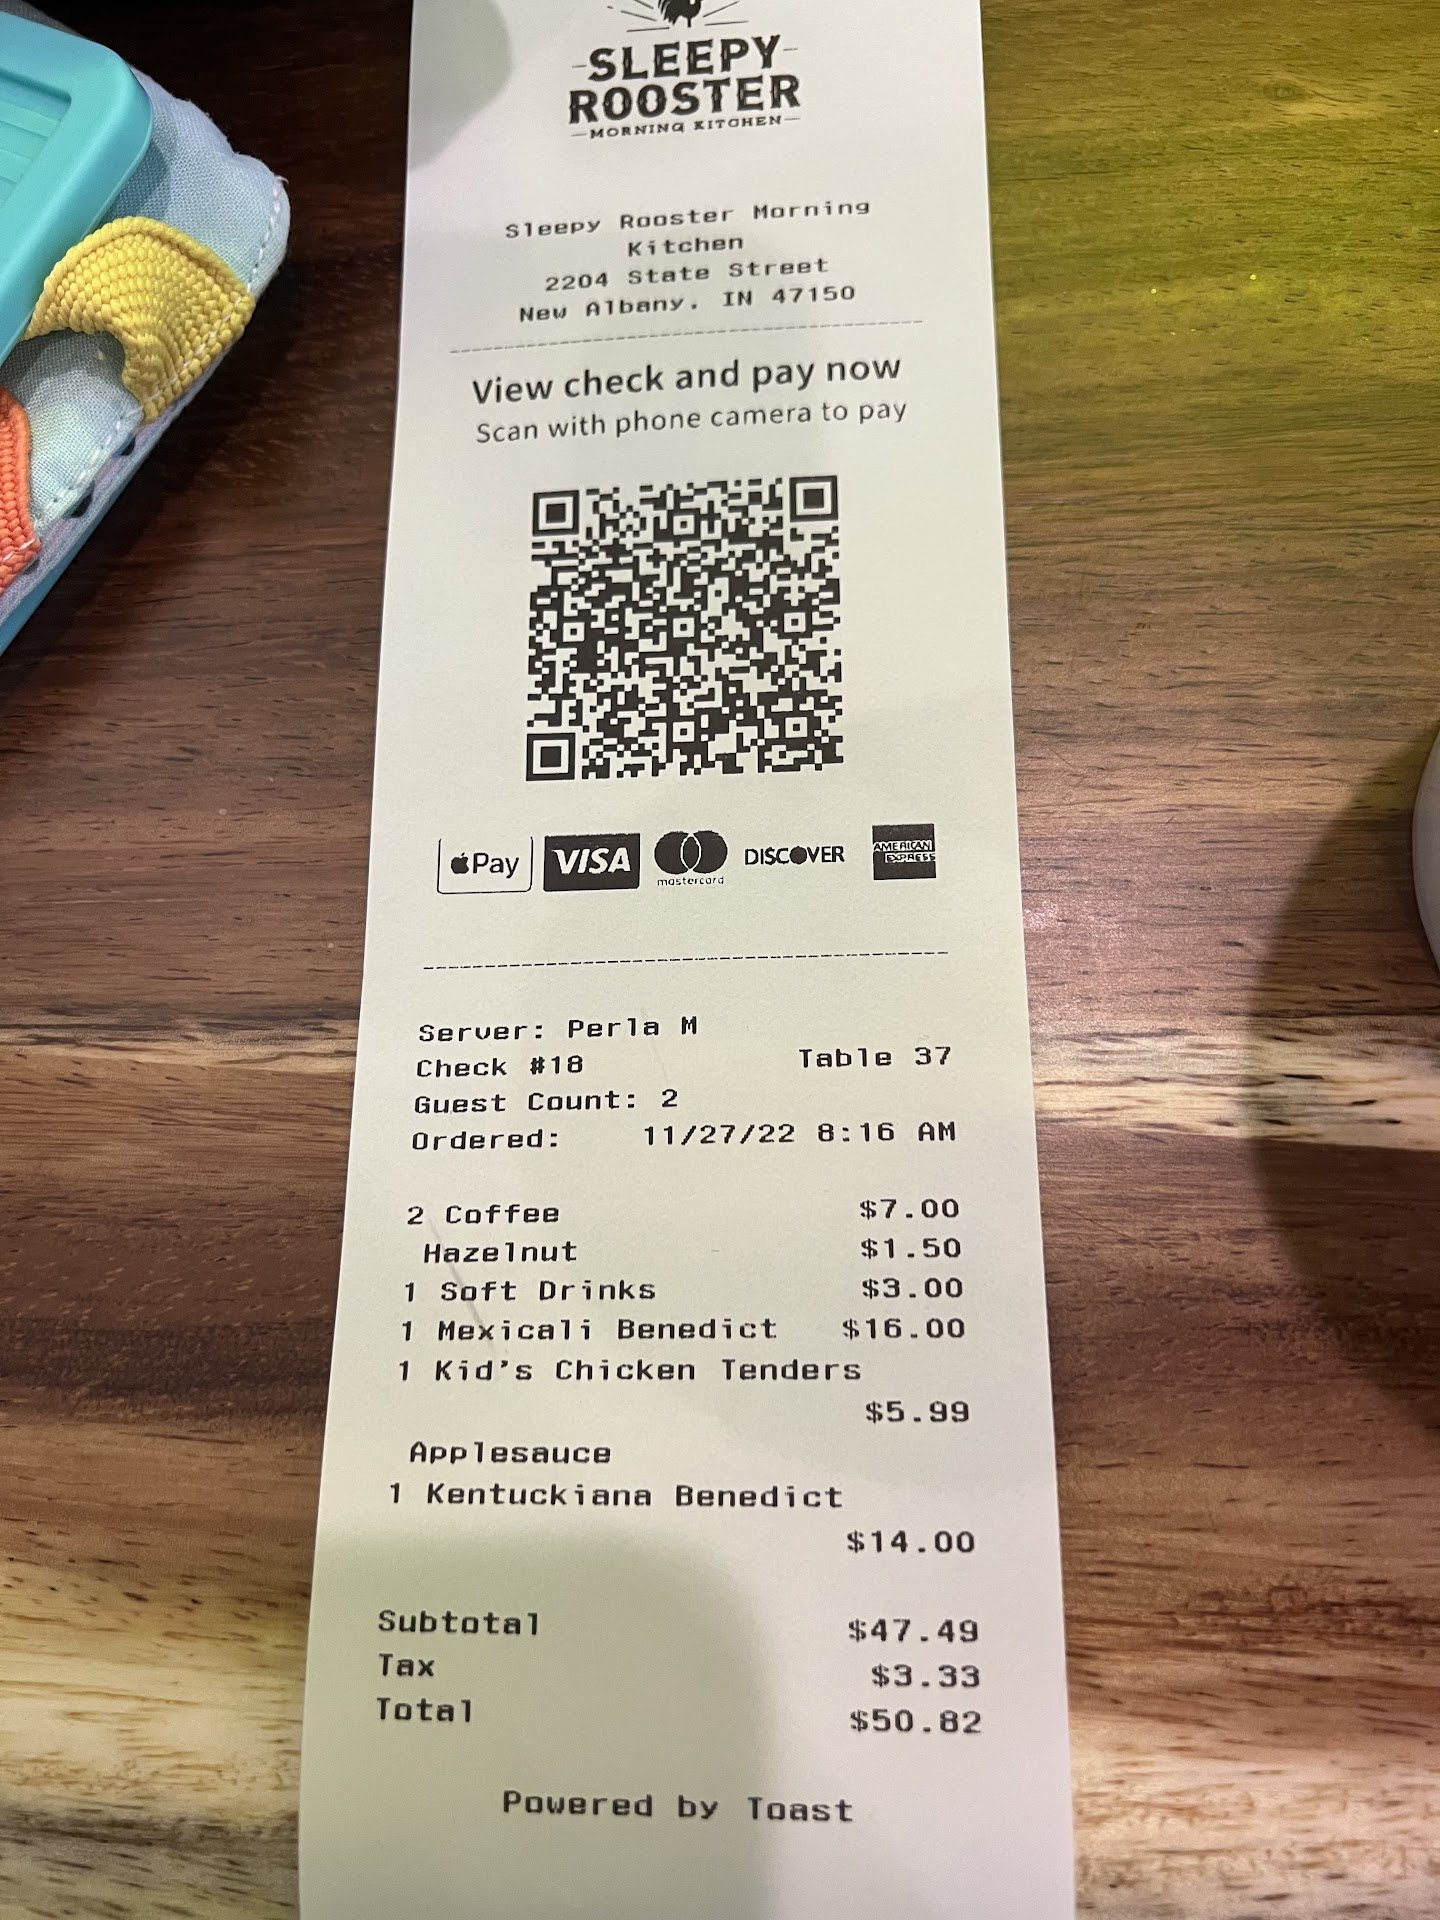 SLEEPY
ROOSTER
MORNING KITCHEN
Sleepy Rooster Morning
Kitchen
2204 State Street
New Albany, IN 47150
View check and pay now
Scan with phone camera to pay
Pay VISA mastercard DISCOVER AMERICAN EXPRESS
Server: Perla M
Check #18 Table 37
Guest Count: 2
Ordered: 11/27/22 8:16 AM
2 Coffee $7.00
Hazelnut $1.50
1 Soft Drinks $3.00
1 Mexicali Benedict $16.00
1 Kid's Chicken Tenders
$5.99
Applesauce
1 Kentuckiana Benedict
$14.00
Subtotal $47.49
Tax $3.33
Total $50.82
Powered by Toast